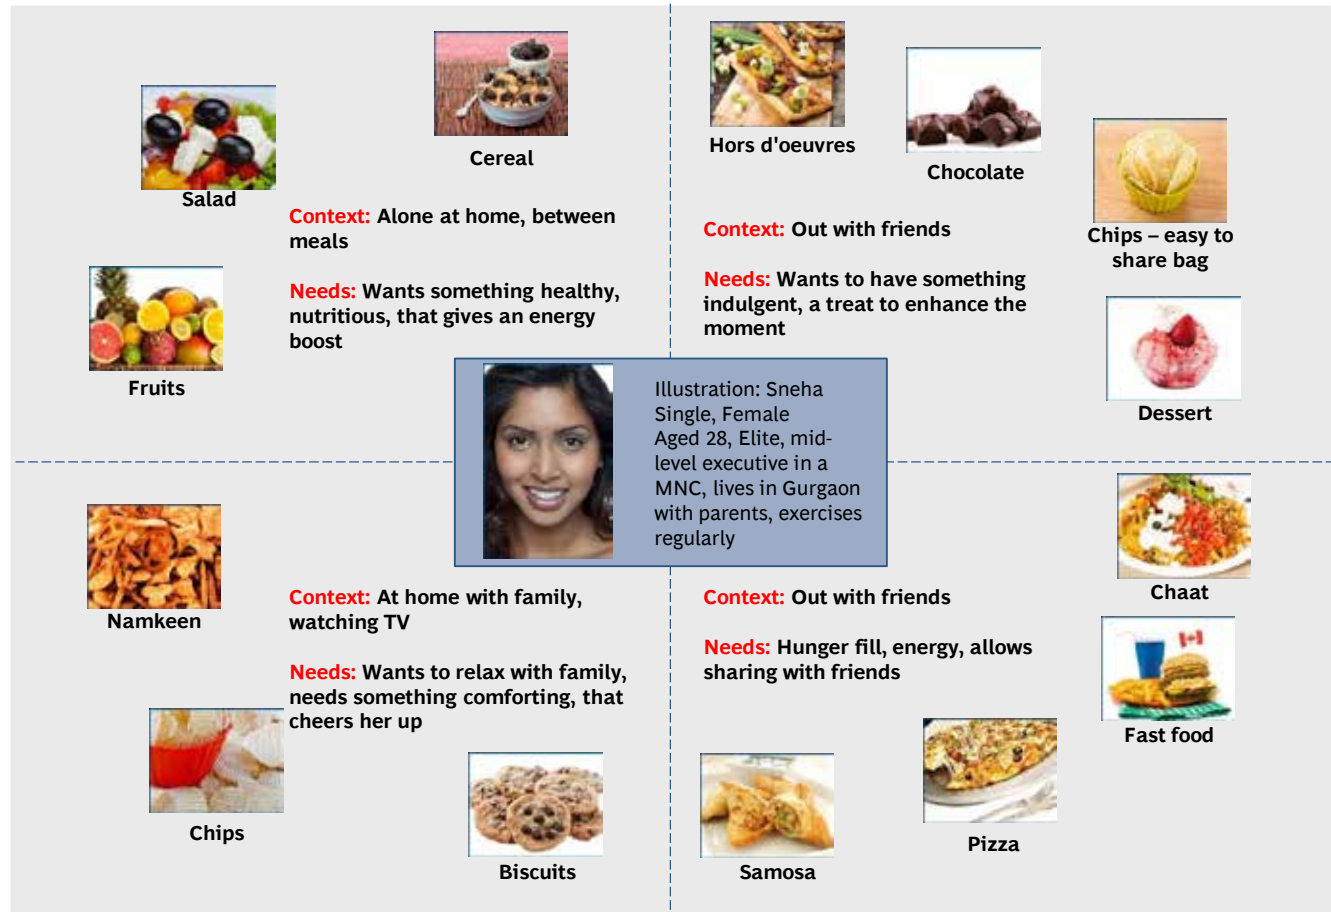 Cereal
Salad
Context: Alone at home, between
meals
Needs: Wants something healthy,
nutritious, that gives an energy
boost
Fruits
Hors d'oeuvres
Chocolate
Chips – easy to
share bag
Context: Out with friends
Needs: Wants to have something
indulgent, a treat to enhance the
moment
Dessert
Illustration: Sneha
Single, Female
Aged 28, Elite, mid-
level executive in a
MNC, lives in Gurgaon
with parents, exercises
regularly
Namkeen
Context: At home with family,
watching TV
Needs: Wants to relax with family,
needs something comforting, that
cheers her up
Chips
Biscuits
Chaat
Context: Out with friends
Needs: Hunger fill, energy, allows
sharing with friends
Fast food
Pizza
Samosa